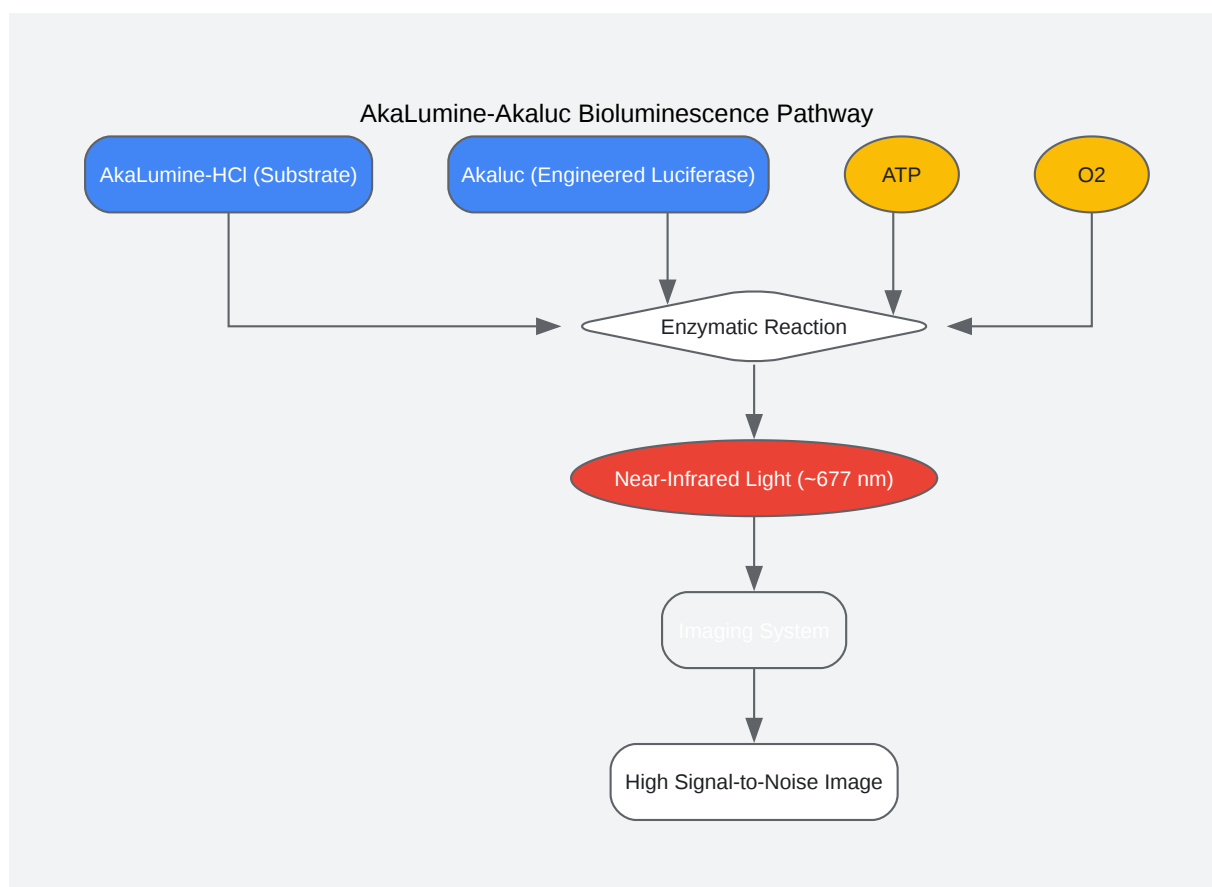 AkaLumine-Akaluc Bioluminescence Pathway
AkaLumine-HCl (Substrate)
Akaluc (Engineered Luciferase)
ATP
O2
Enzymatic Reaction
Near-Infrared Light (~677 nm)
Imaging System
High Signal-to-Noise Image